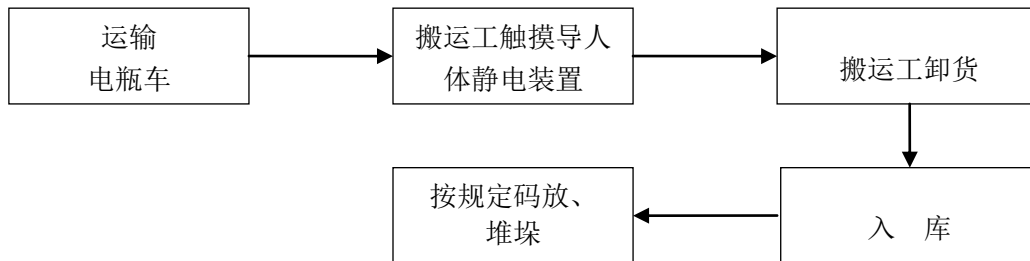 运输
电瓶车
搬运工触摸导人
体静电装置
搬运工卸货
入 库
按规定码放、
堆垛